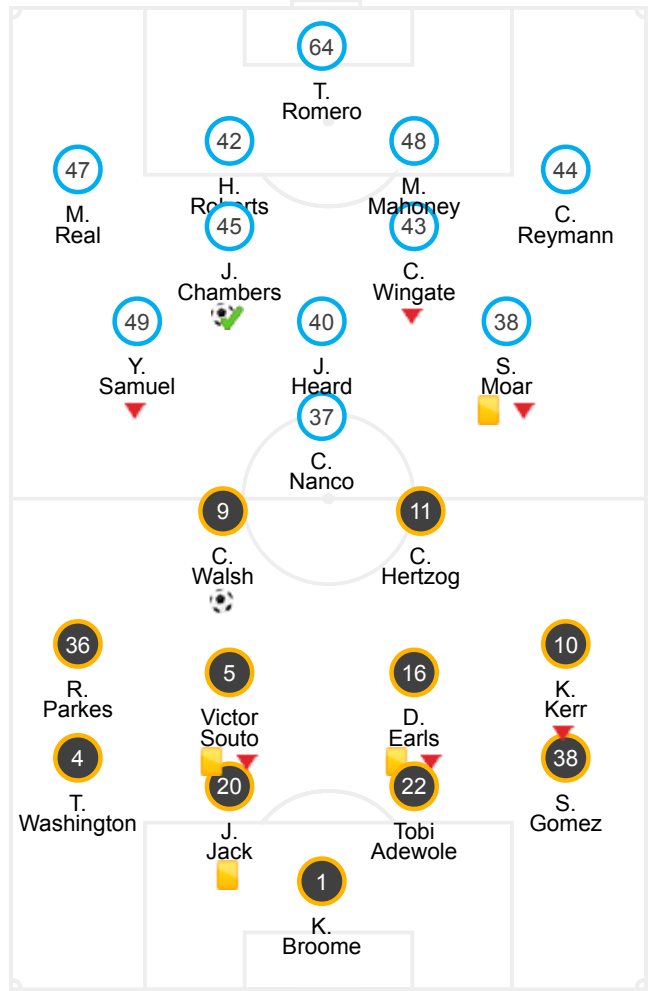 64
T.
Romero
42
48
47
44
H.
Roberts
M.
Mahoney
M.
Real
C.
Reymann
45
43
J.
Chambers
C.
Wingate
49
40
38
Y.
Samuel
J.
Heard
S.
Moar
37
C.
Nanco
9
11
C.
Walsh
C.
Hertzog
36
5
16
10
R.
Parkes
Victor
Souto
D.
Earls
K.
Kerr
4
20
22
38
T.
Washington
J.
Jack
Tobi
Adewole
S.
Gomez
1
K.
Broome